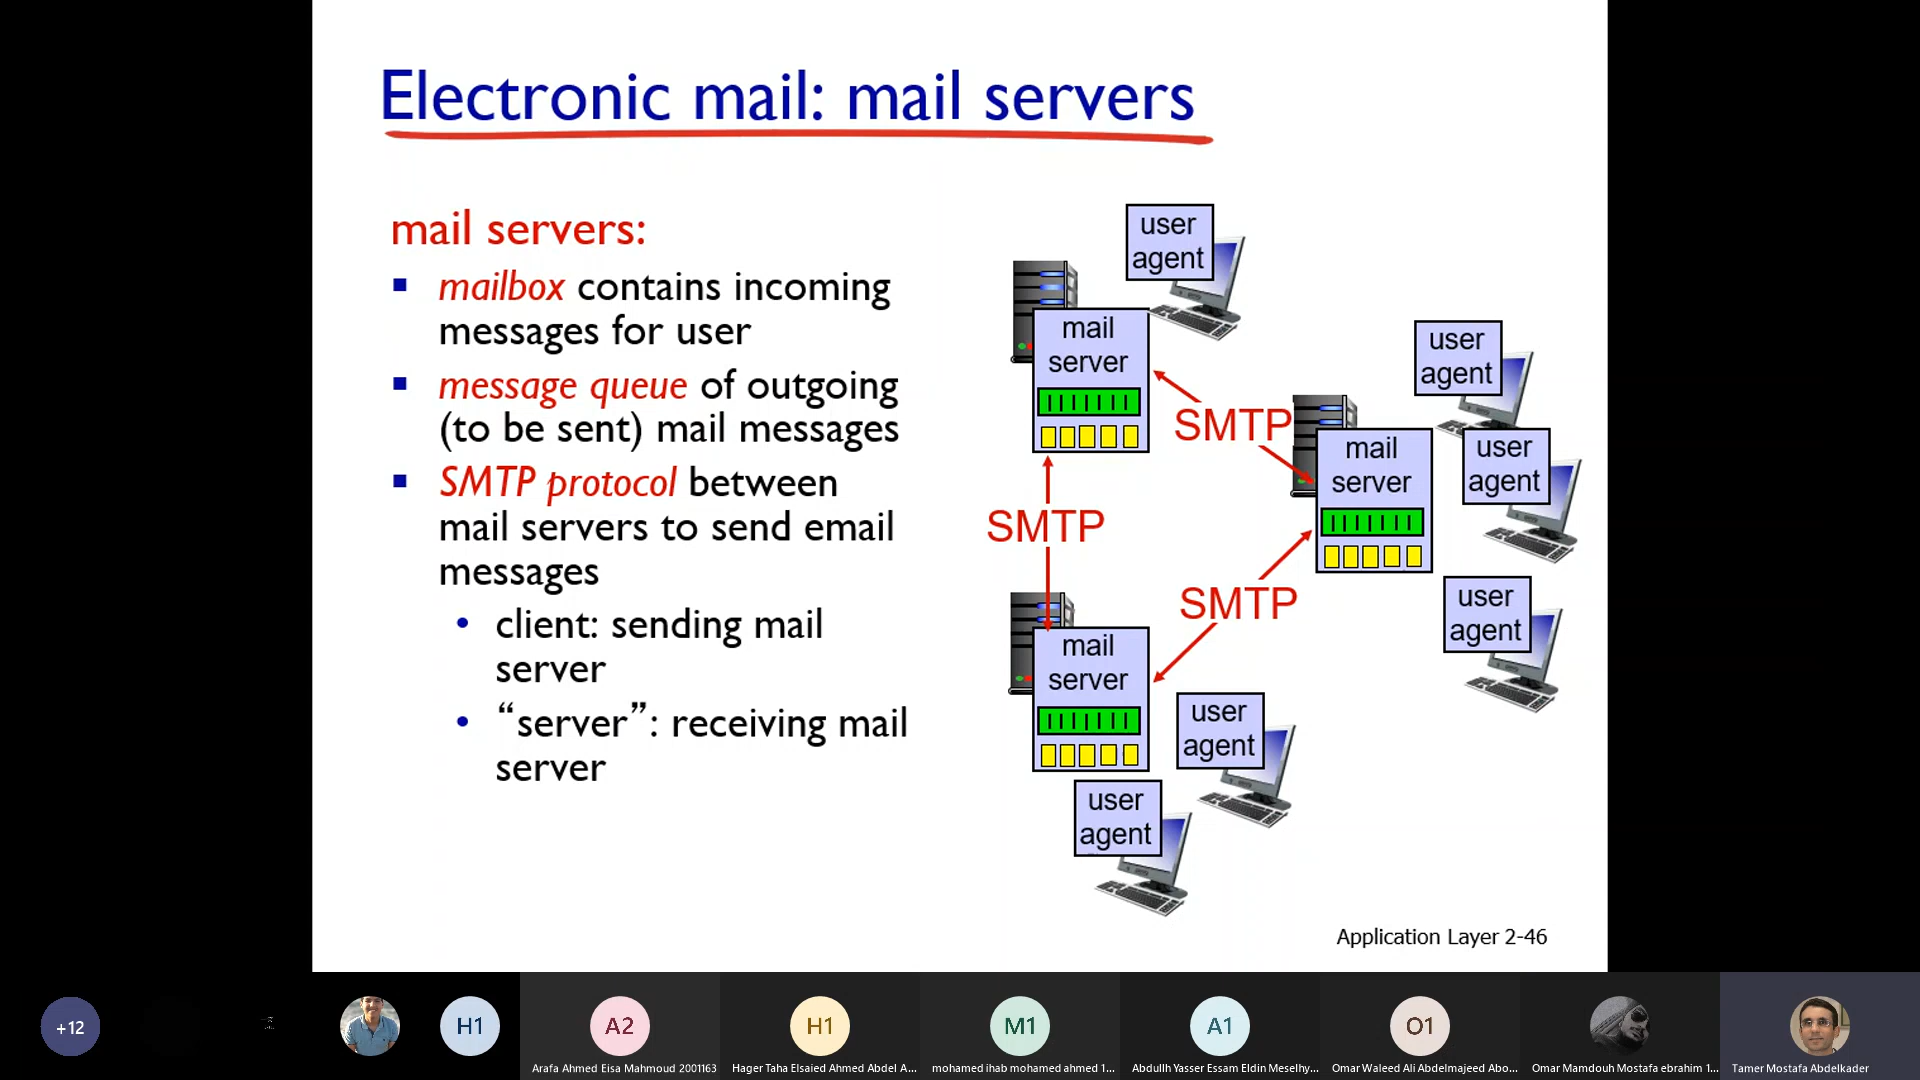 Electronic mail: mail servers
mail servers:
mailbox contains incoming
messages for user
message queue of outgoing
(to be sent) mail messages
SMTP protocol between
mail servers to send email
messages
client: sending mail
server
“server”: receiving mail
server
user
agent
mail
server
SMTP
user
agent
mail
server
user
agent
SMTP
SMTP
user
agent
mail
server
user
agent
user
agent
Application Layer 2-46
+12
H1
A2
H1
M1
A1
O1
Arafa Ahmed Eisa Mahmoud 2001163
Hager Taha Elsaied Ahmed Abdel A...
mohamed ihab mohamed ahmed 1...
Abdullh Yasser Essam Eldin Meselhy...
Omar Waleed Ali Abdelmajeed Abo...
Omar Mamdouh Mostafa ebrahim 1...
Tamer Mostafa Abdelkader